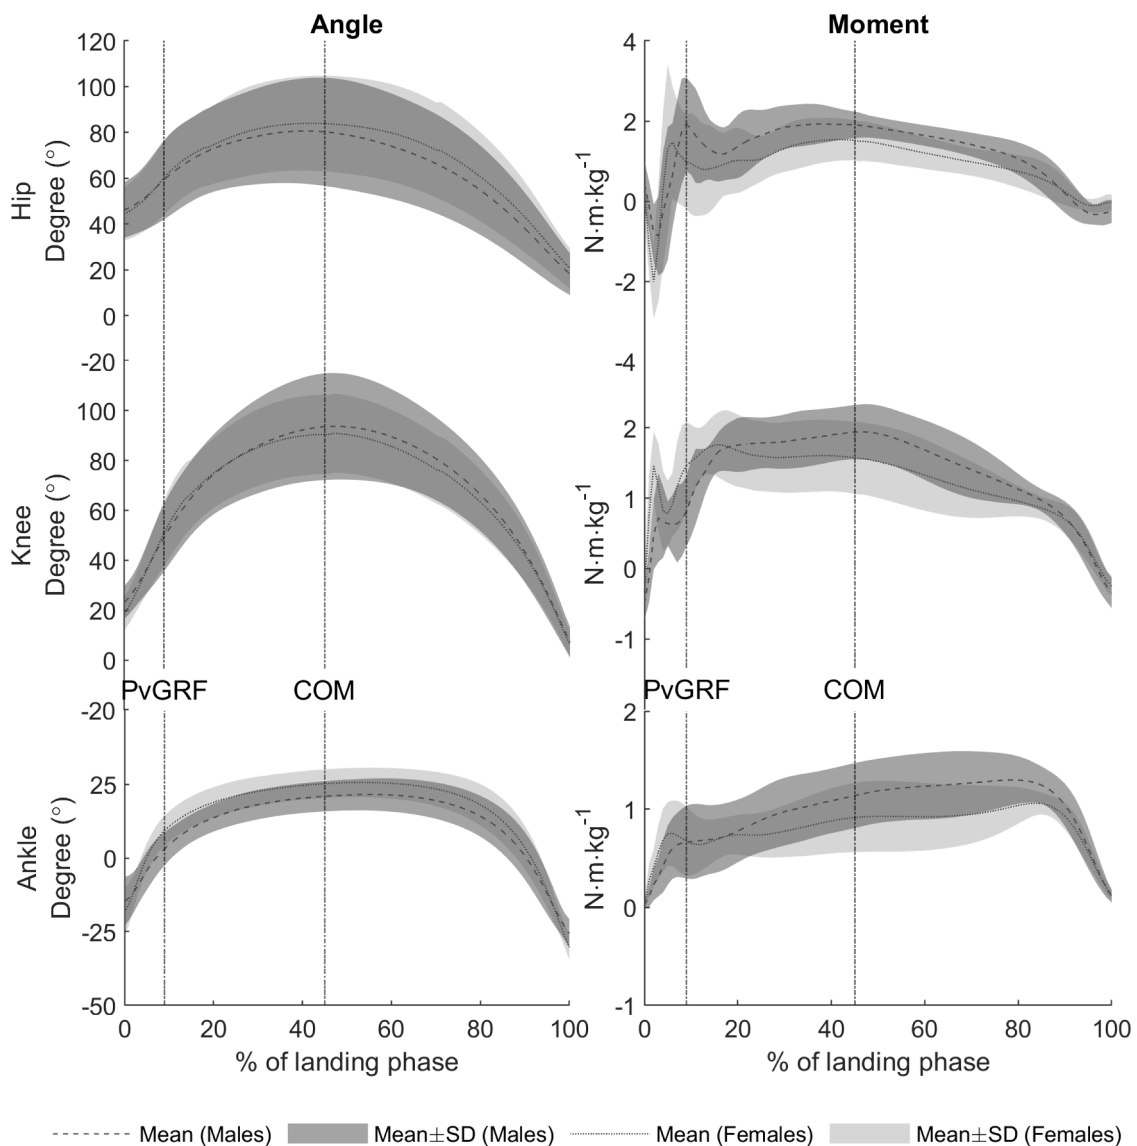 Angle
Moment
120
100
80
60
40
20
0
-20
Hip
Degree (°)
4
2
0
-2
-4
N·m·kg-1
100
80
60
40
20
0
-20
Knee
Degree (°)
2
1
0
-1
N·m·kg-1
PvGRF
COM
PvGRF
COM
25
0
-25
-50
Ankle
Degree (°)
2
1
0
-1
N·m·kg-1
0 20 40 60 80 100
0 20 40 60 80 100
% of landing phase
% of landing phase
Mean (Males) Mean±SD (Males) Mean (Females) Mean±SD (Females)